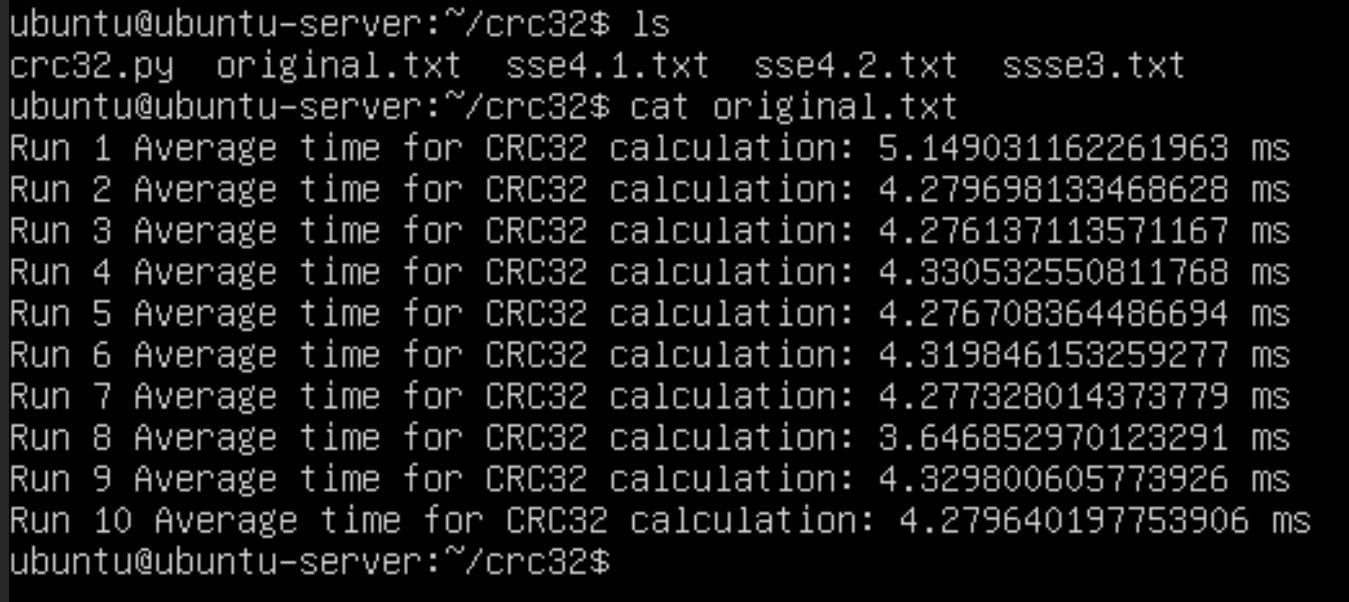 ubuntu@ubuntu-server:~/crc32$ ls
crc32.py  original.txt  sse4.1.txt  sse4.2.txt  ssse3.txt
ubuntu@ubuntu-server:~/crc32$ cat original.txt
Run 1 Average time for CRC32 calculation: 5.149031162261963 ms
Run 2 Average time for CRC32 calculation: 4.279698133468628 ms
Run 3 Average time for CRC32 calculation: 4.276137113571167 ms
Run 4 Average time for CRC32 calculation: 4.330532550811768 ms
Run 5 Average time for CRC32 calculation: 4.276708364486694 ms
Run 6 Average time for CRC32 calculation: 4.319846153259277 ms
Run 7 Average time for CRC32 calculation: 4.277328014373779 ms
Run 8 Average time for CRC32 calculation: 3.646852970123291 ms
Run 9 Average time for CRC32 calculation: 4.329800605773926 ms
Run 10 Average time for CRC32 calculation: 4.279640197753906 ms
ubuntu@ubuntu-server:~/crc32$